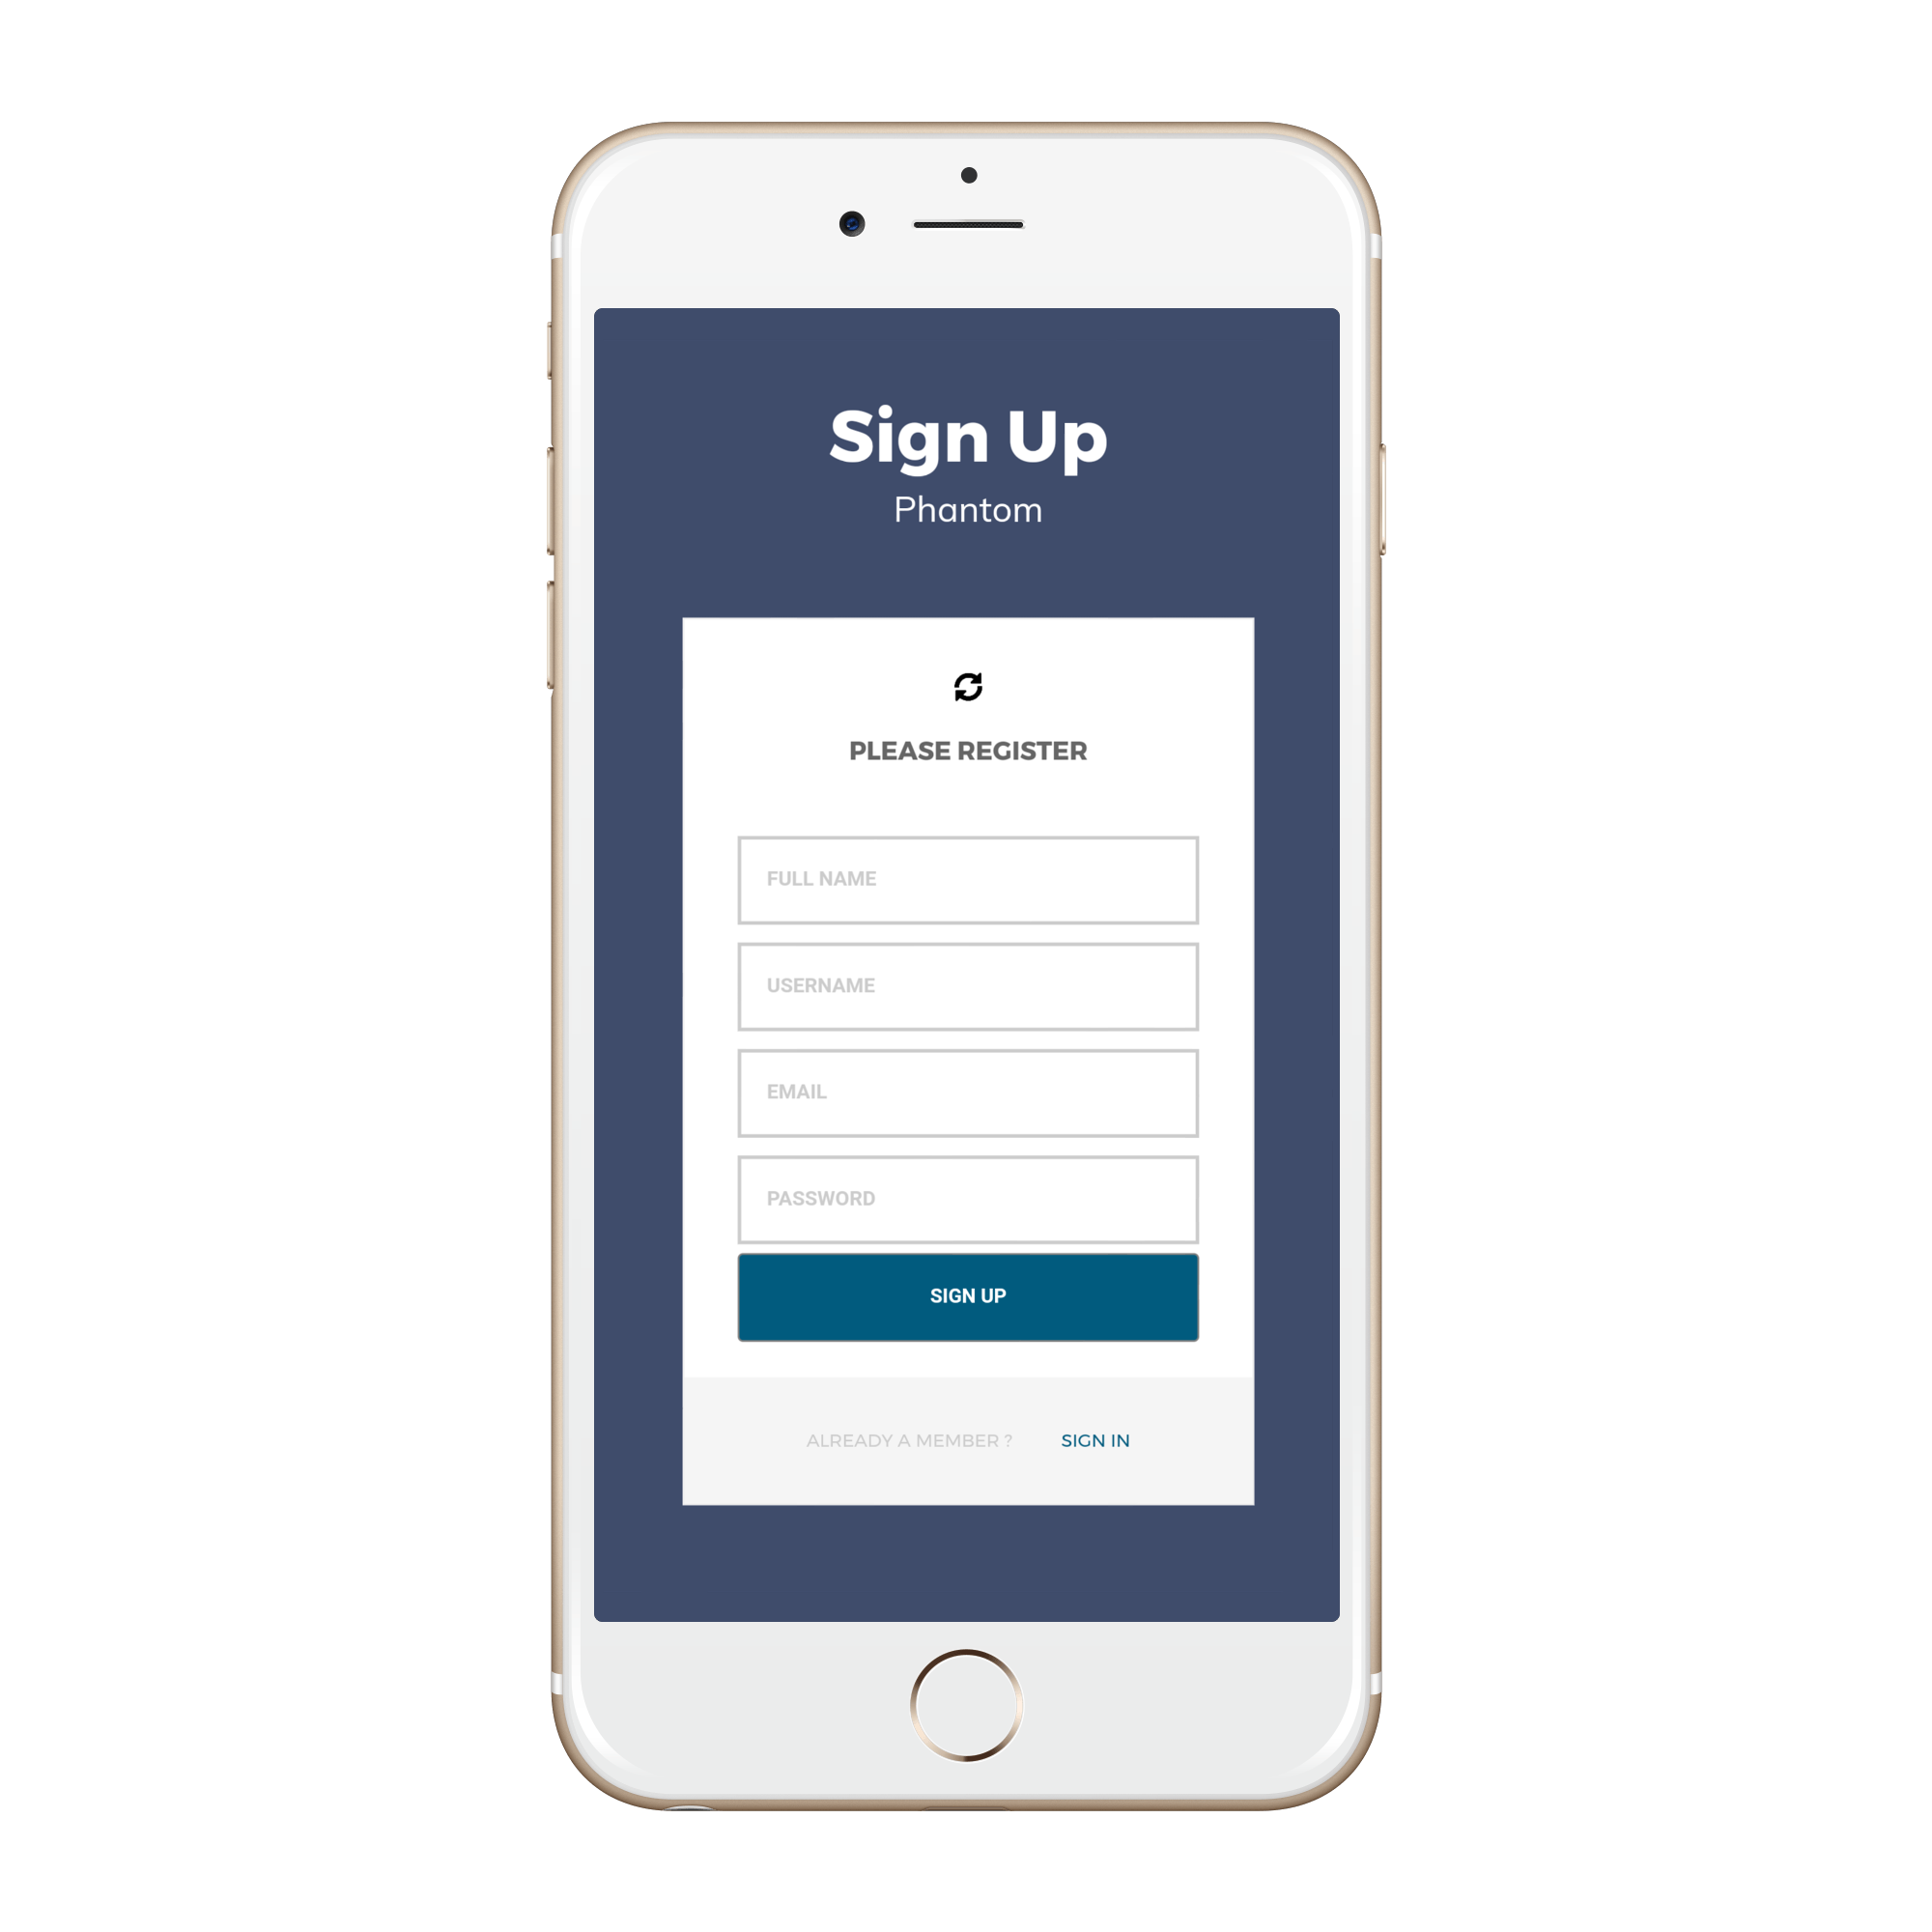 Sign Up
Phantom
PLEASE REGISTER
FULL NAME
USERNAME
EMAIL
PASSWORD
SIGN UP
ALREADY A MEMBER ? SIGN IN